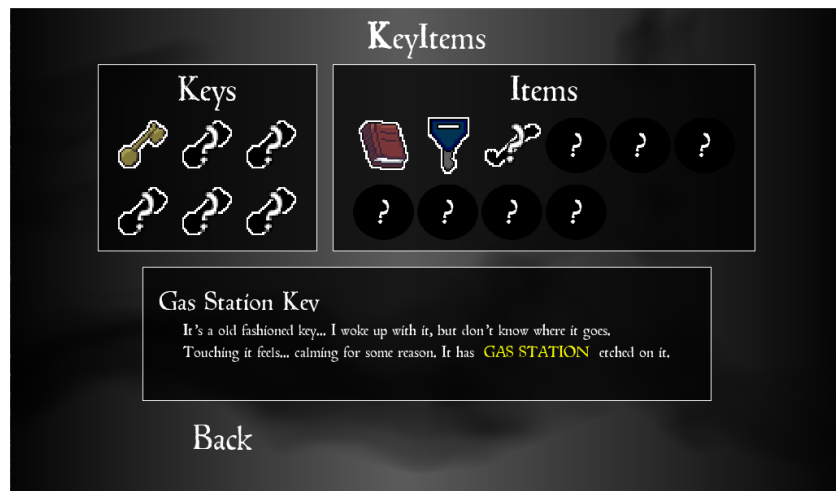 KeyItems
Keys
Items
? ? ? ? ? ?
? ? ?
? ? ? ?
Gas Station Key
It's a old fashioned key... I woke up with it, but don't know where it goes.
Touching it feels... calming for some reason. It has GAS STATION etched on it.
Back